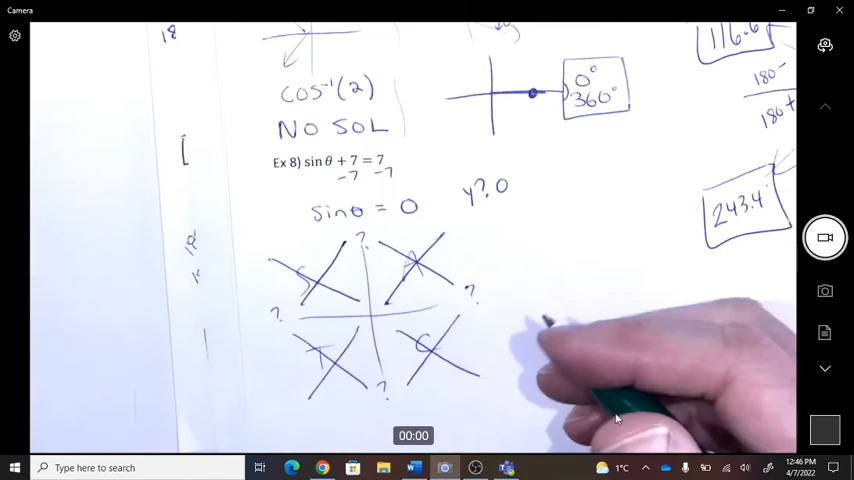 Camera
18
116.6
cos⁻¹(2)
0°
360°
180-
180+
NO SOL
Ex 8) sin θ + 7 = 7
-7 -7
sinθ = 0
y? 0
243.4°
?
S
A
?
?
T
C
?
00:00
Type here to search
1°C
12:46 PM
4/7/2022